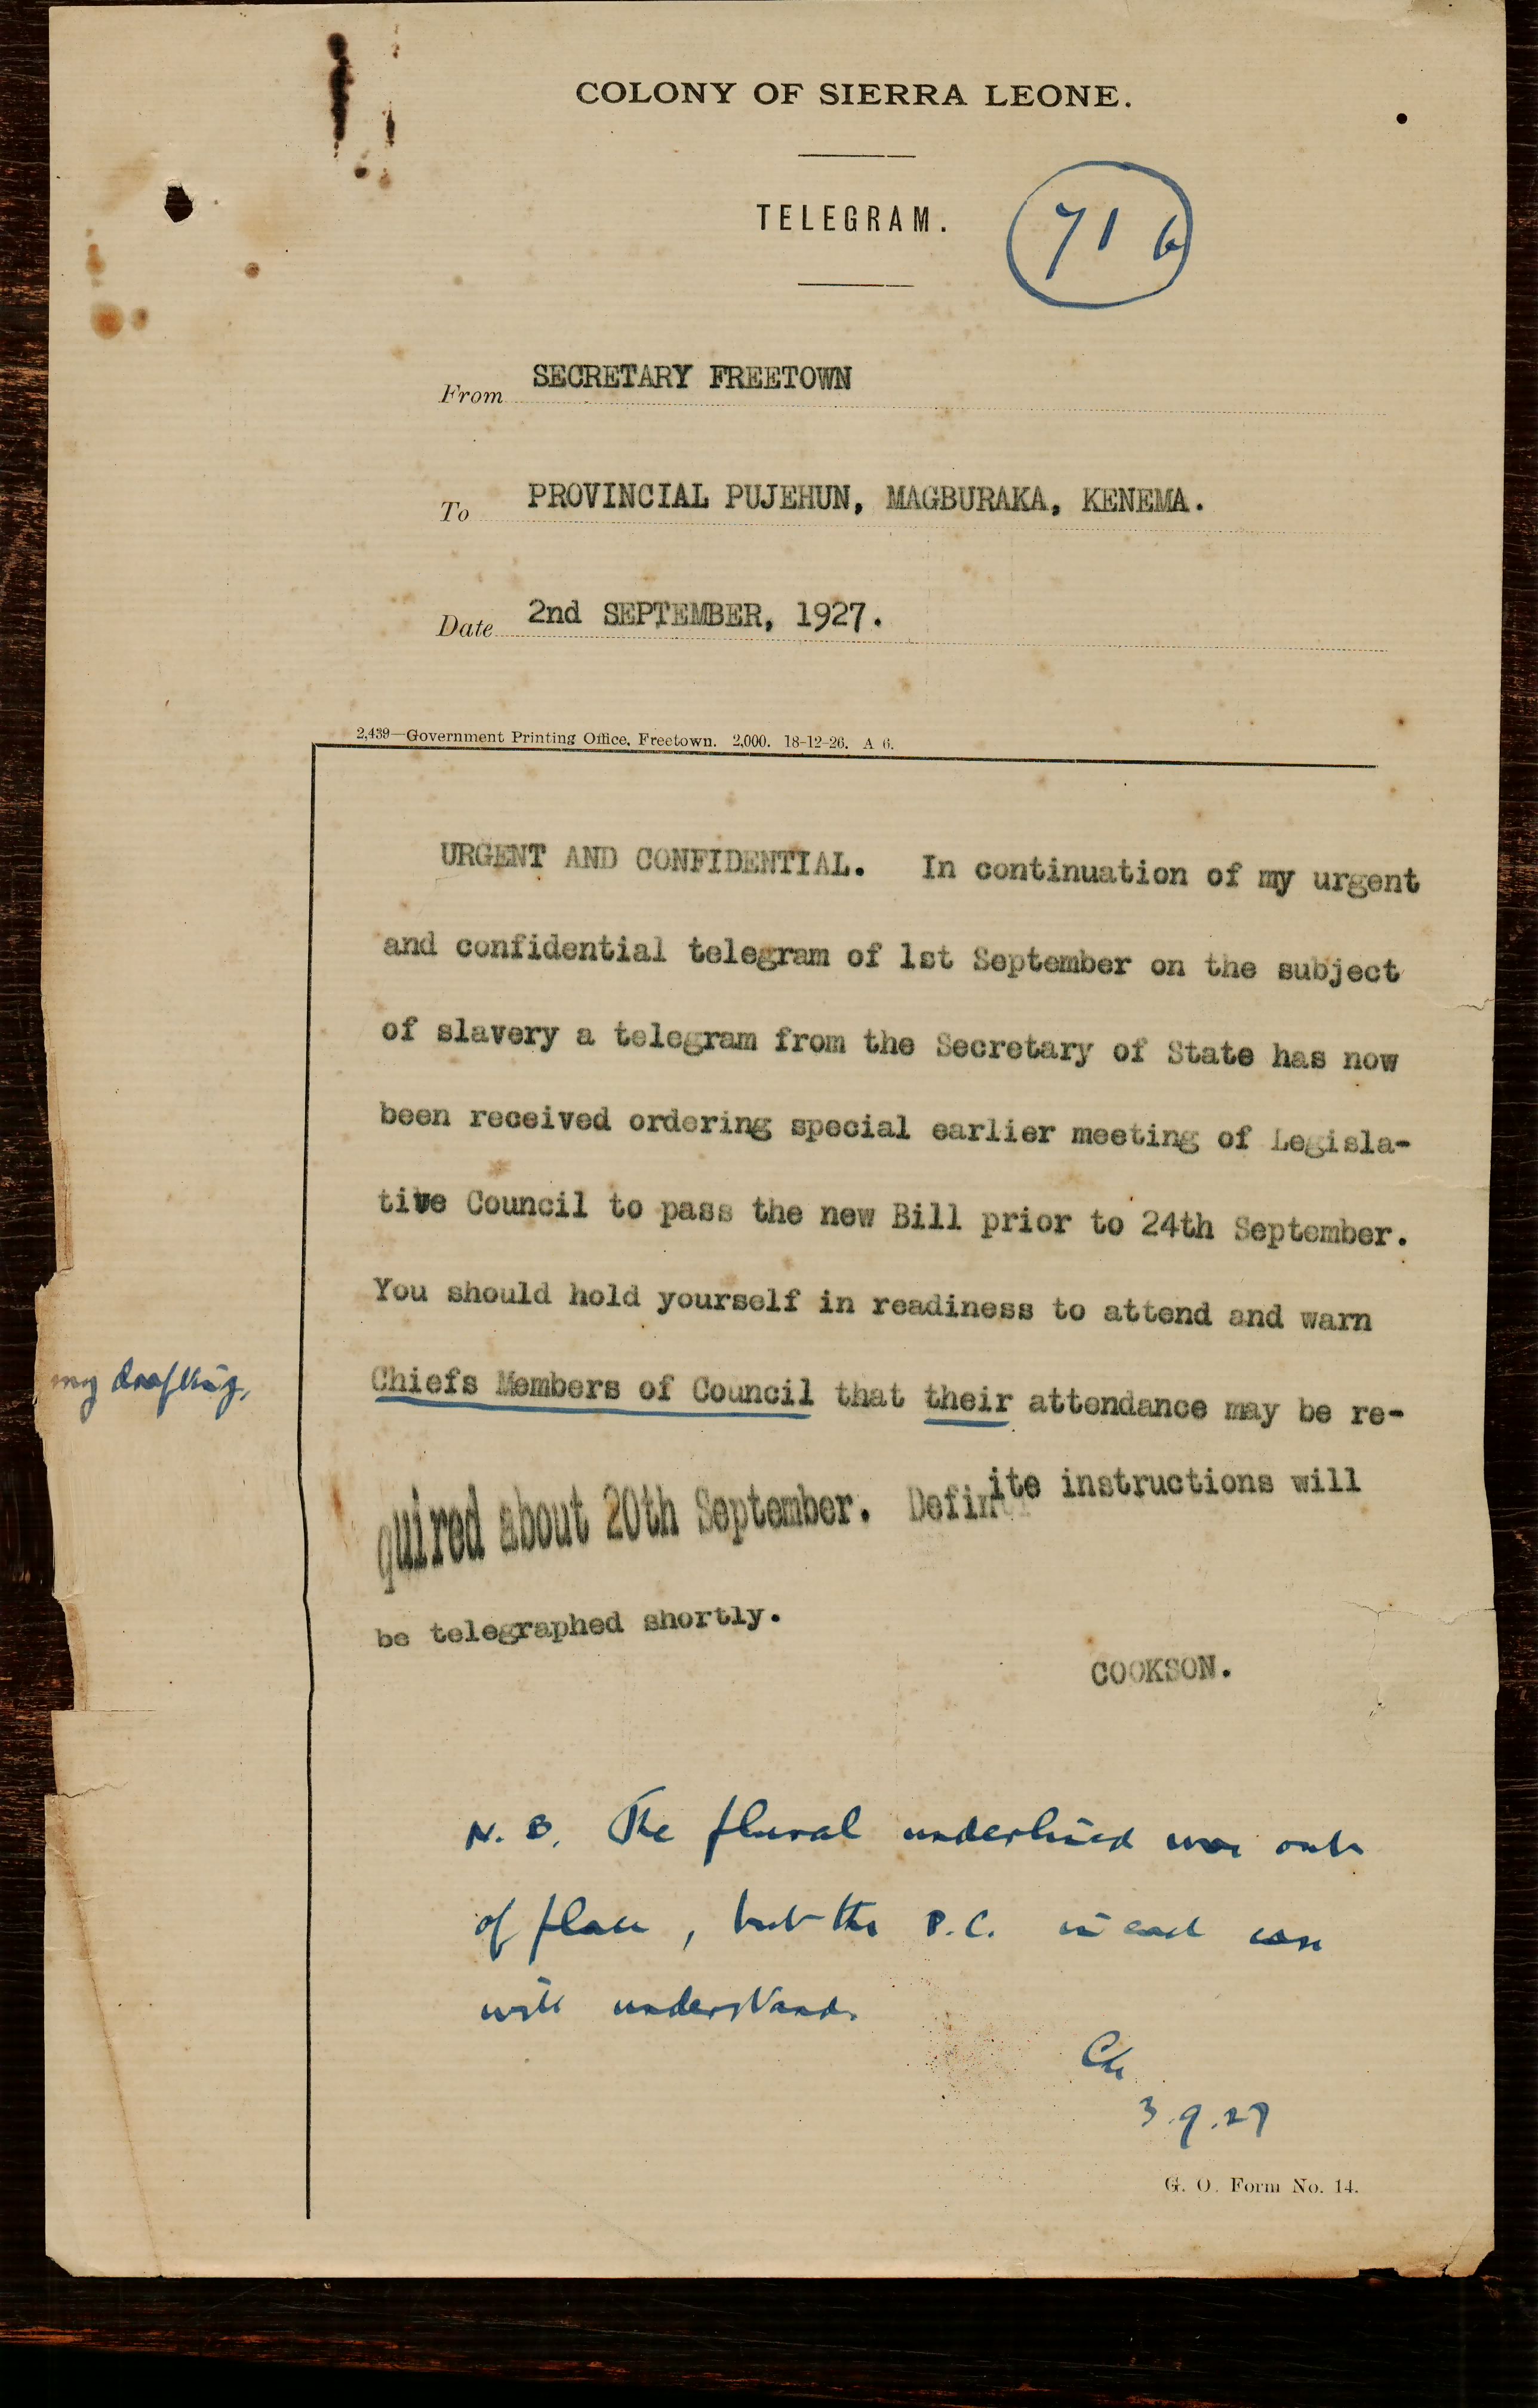 COLONY OF SIERRA LEONE.
TELEGRAM.
71 b
From SECRETARY FREETOWN
To PROVINCIAL PUJEHUN, MAGBURAKA, KENEMA.
Date 2nd SEPTEMBER, 1927.
2,439—Government Printing Office, Freetown. 2,000. 18-12-26. A 6.
URGENT AND CONFIDENTIAL. In continuation of my urgent
and confidential telegram of 1st September on the subject
of slavery a telegram from the Secretary of State has now
been received ordering special earlier meeting of Legisla-
tive Council to pass the new Bill prior to 24th September.
You should hold yourself in readiness to attend and warn
my drafting,
Chiefs Members of Council that their attendance may be re-
quired about 20th September. Definite instructions will
be telegraphed shortly.
COOKSON.
N. B. The plural underlined was out
of place, but the P.C. in each case
will understand.
3.9.27
G. O. Form No. 14.